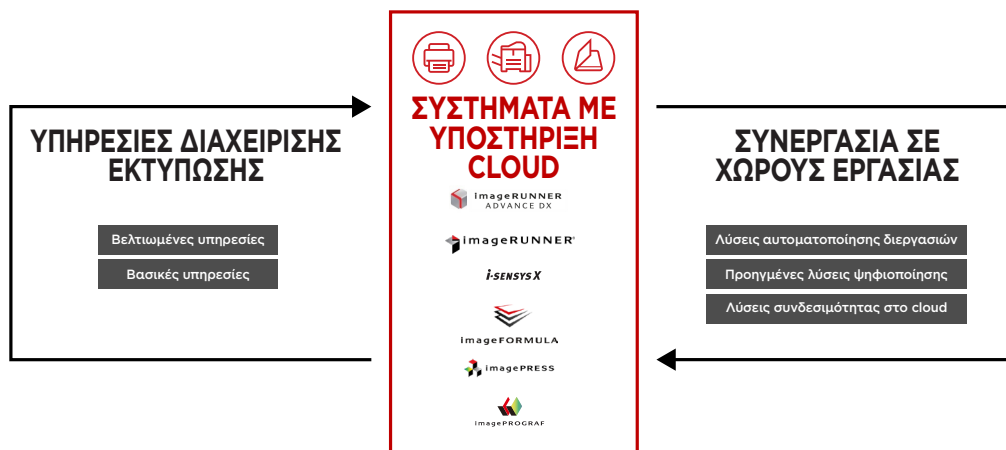 ΥΠΗΡΕΣΙΕΣ ΔΙΑΧΕΙΡΙΣΗΣ
ΕΚΤΥΠΩΣΗΣ
Βελτιωμένες υπηρεσίες
Βασικές υπηρεσίες
ΣΥΣΤΗΜΑΤΑ ΜΕ
ΥΠΟΣΤΗΡΙΞΗ
CLOUD
imageRUNNER
ADVANCE DX
imageRUNNER®
i-SENSYS X
imageFORMULA
imagePRESS
imagePROGRAF
ΣΥΝΕΡΓΑΣΙΑ ΣΕ
ΧΩΡΟΥΣ ΕΡΓΑΣΙΑΣ
Λύσεις αυτοματοποίησης διεργασιών
Προηγμένες λύσεις ψηφιοποίησης
Λύσεις συνδεσιμότητας στο cloud